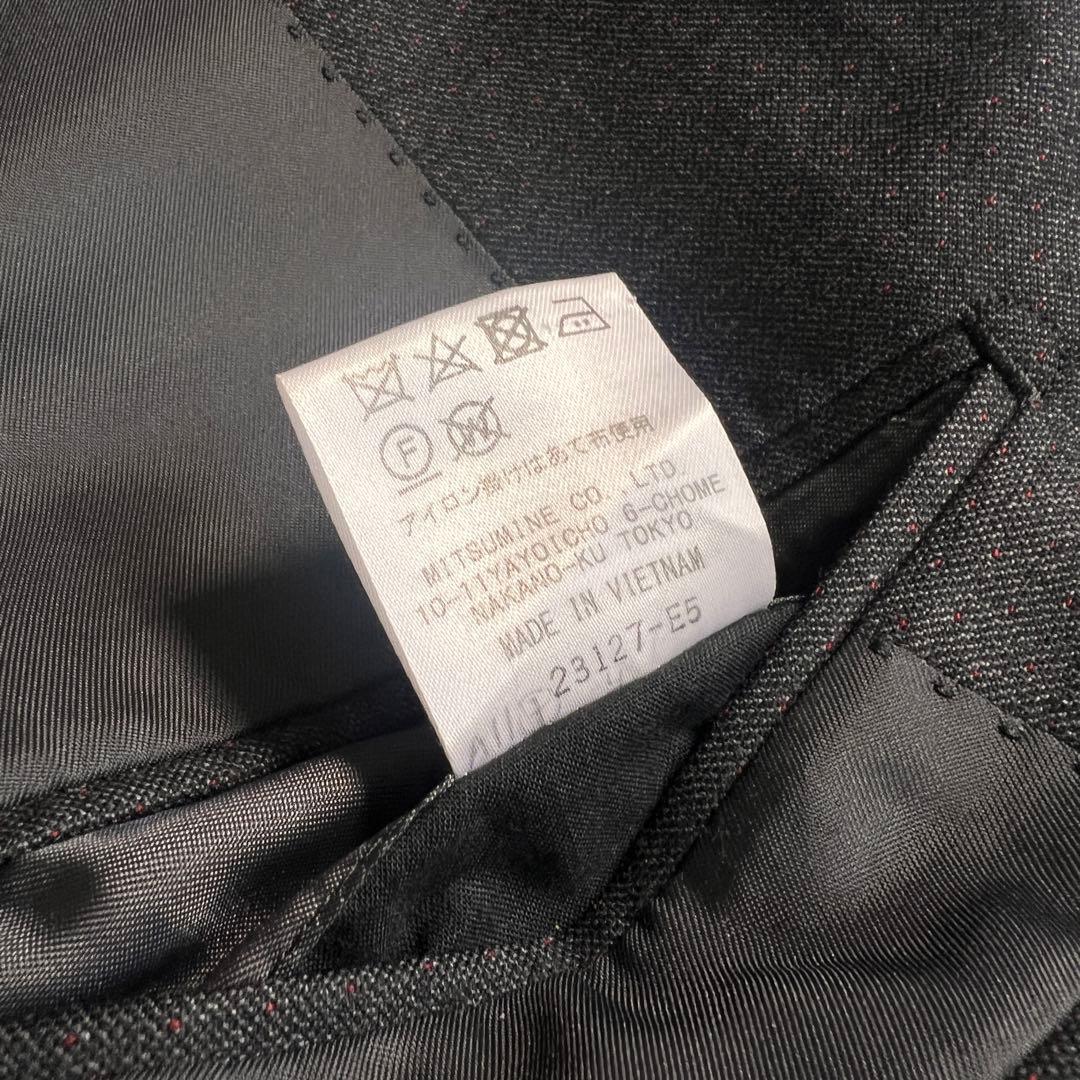 F W
アイロン掛けはあて布使用
MITSUMINE CO.,LTD.
10-11YAYOICHO 6-CHOME
NAKANO-KU TOKYO
MADE IN VIETNAM
23127-E5